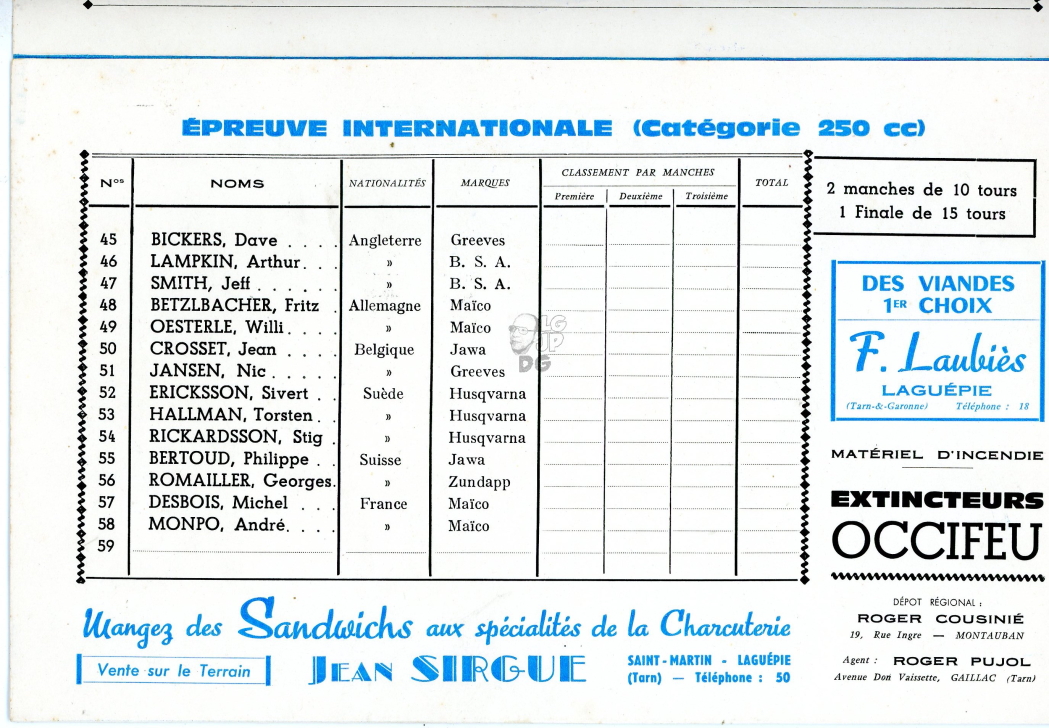 ÉPREUVE INTERNATIONALE (Catégorie 250 cc)
Nos NOMS NATIONALITÉS MARQUES CLASSEMENT PAR MANCHES TOTAL
Première Deuxième Troisième
45 BICKERS, Dave . . . . Angleterre Greeves
46 LAMPKIN, Arthur. . . » B. S. A.
47 SMITH, Jeff . . . . . . » B. S. A.
48 BETZLBACHER, Fritz . Allemagne Maïco
49 OESTERLE, Willi. . . . » Maïco
50 CROSSET, Jean . . . . Belgique Jawa
51 JANSEN, Nic . . . . . » Greeves
52 ERICKSSON, Sivert . . Suède Husqvarna
53 HALLMAN, Torsten . . » Husqvarna
54 RICKARDSSON, Stig . » Husqvarna
55 BERTOUD, Philippe . . Suisse Jawa
56 ROMAILLER, Georges. » Zundapp
57 DESBOIS, Michel . . . France Maïco
58 MONPO, André. . . . » Maïco
59
2 manches de 10 tours
1 Finale de 15 tours
DES VIANDES
1ER CHOIX
F. Laubiès
LAGUÉPIE
(Tarn-&-Garonne) Téléphone : 18
MATÉRIEL D'INCENDIE
EXTINCTEURS
OCCIFEU
DÉPOT RÉGIONAL :
ROGER COUSINIÉ
19, Rue Ingre — MONTAUBAN
Agent : ROGER PUJOL
Avenue Don Vaissette, GAILLAC (Tarn)
LG
JP
DG
Mangez des Sandwichs aux spécialités de la Charcuterie
Vente sur le Terrain
JEAN SIRGUE
SAINT-MARTIN - LAGUÉPIE
(Tarn) — Téléphone : 50